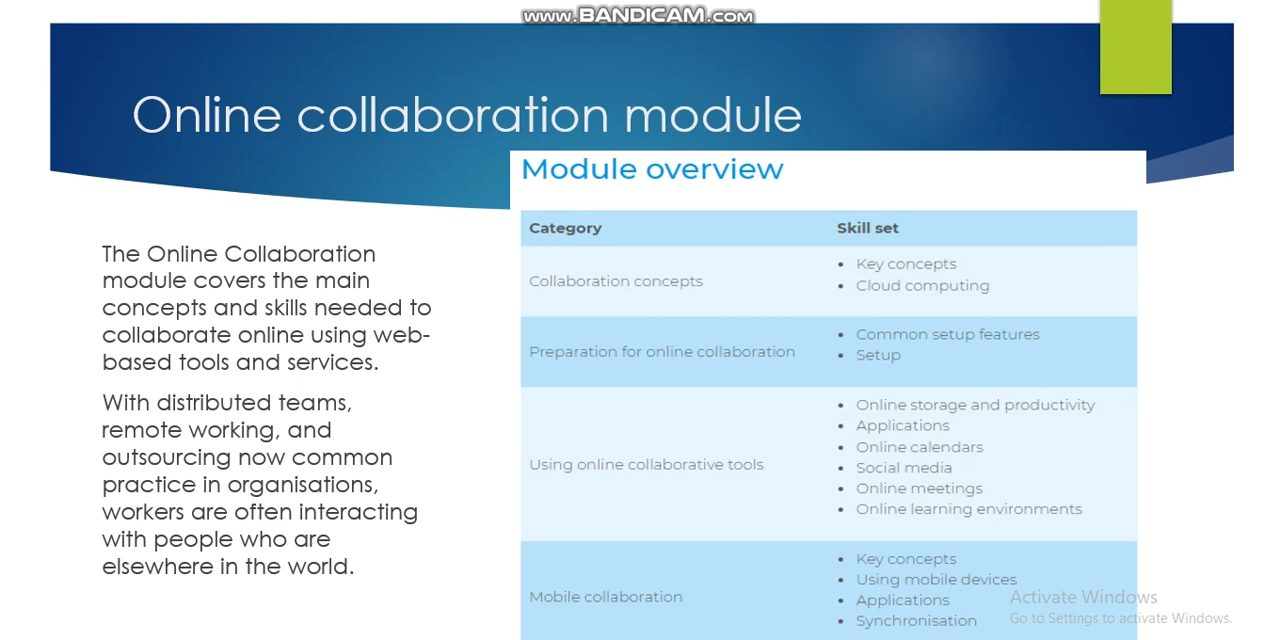 www.BANDICAM.com
Online collaboration module
The Online Collaboration
module covers the main
concepts and skills needed to
collaborate online using web-
based tools and services.
With distributed teams,
remote working, and
outsourcing now common
practice in organisations,
workers are often interacting
with people who are
elsewhere in the world.
Module overview
Category Skill set
Collaboration concepts
• Key concepts
• Cloud computing
Preparation for online collaboration
• Common setup features
• Setup
Using online collaborative tools
• Online storage and productivity
• Applications
• Online calendars
• Social media
• Online meetings
• Online learning environments
Mobile collaboration
• Key concepts
• Using mobile devices
• Applications
• Synchronisation
Activate Windows
Go to Settings to activate Windows.